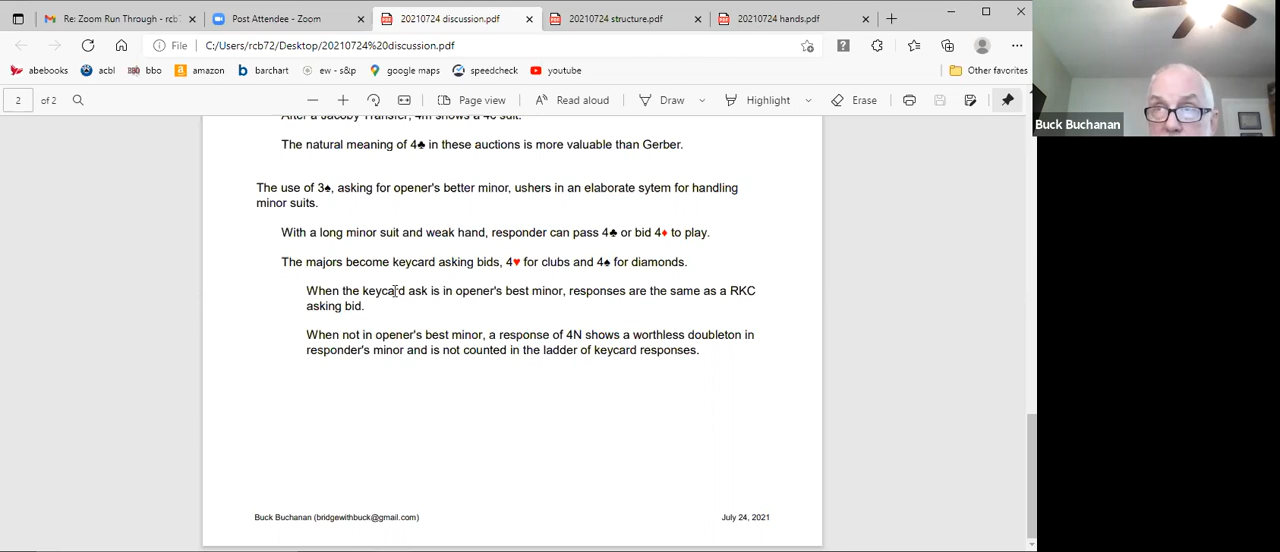 Re: Zoom Run Through - rcb7
Post Attendee - Zoom
20210724 discussion.pdf
20210724 structure.pdf
20210724 hands.pdf
File
C:/Users/rcb72/Desktop/20210724%20discussion.pdf
abebooks
acbl
bbo
amazon
barchart
ew - s&p
google maps
speedcheck
youtube
Other favorites
2 of 2
Page view
Read aloud
Draw
Highlight
Erase
Buck Buchanan
After a Jacoby Transfer, 4m shows a 4c suit.
The natural meaning of 4♣ in these auctions is more valuable than Gerber.
The use of 3♠, asking for opener's better minor, ushers in an elaborate sytem for handling
minor suits.
With a long minor suit and weak hand, responder can pass 4♣ or bid 4♦ to play.
The majors become keycard asking bids, 4♥ for clubs and 4♠ for diamonds.
When the keycard ask is in opener's best minor, responses are the same as a RKC
asking bid.
When not in opener's best minor, a response of 4N shows a worthless doubleton in
responder's minor and is not counted in the ladder of keycard responses.
Buck Buchanan (bridgewithbuck@gmail.com)
July 24, 2021